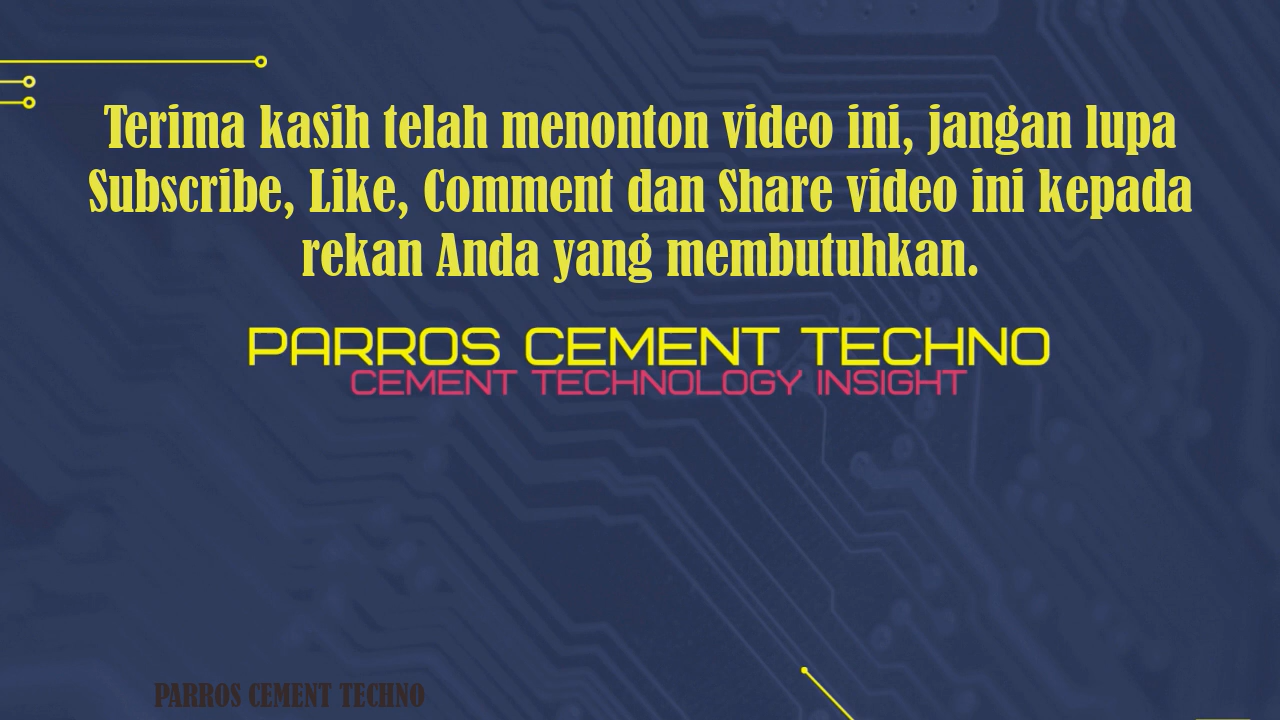 Terima kasih telah menonton video ini, jangan lupa
Subscribe, Like, Comment dan Share video ini kepada
rekan Anda yang membutuhkan.
PARROS CEMENT TECHNO
CEMENT TECHNOLOGY INSIGHT
PARROS CEMENT TECHNO